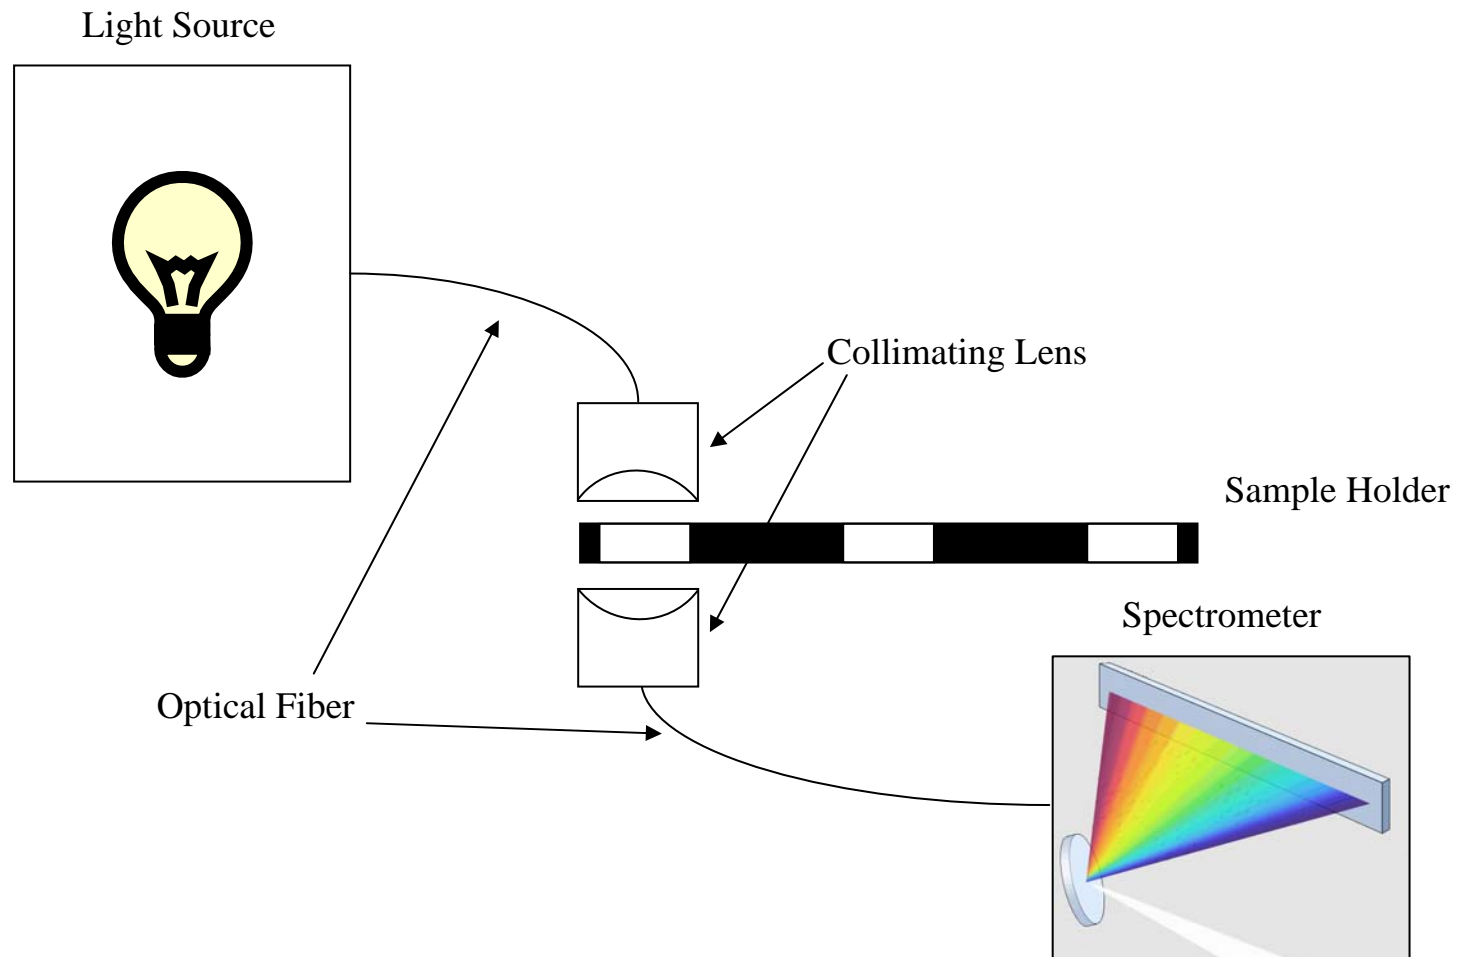 Light Source
Collimating Lens
Sample Holder
Spectrometer
Optical Fiber